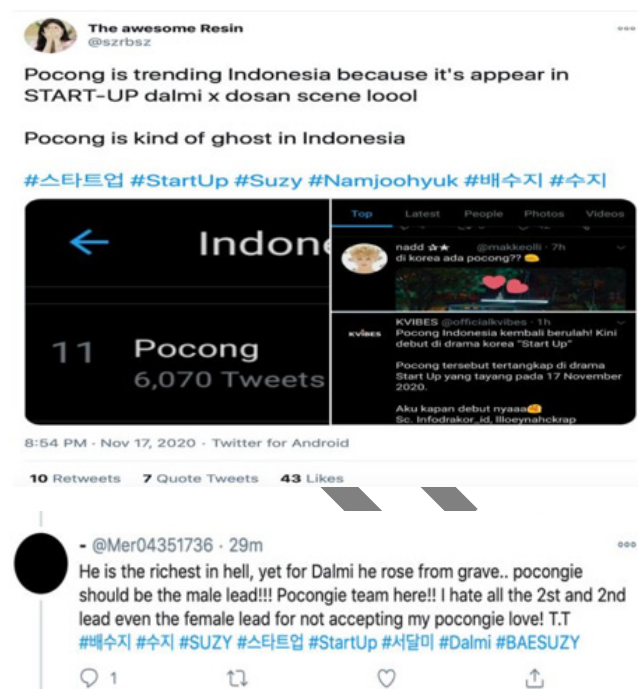 The awesome Resin
@szrbsz
Pocong is trending Indonesia because it's appear in
START-UP dalmi x dosan scene loool
Pocong is kind of ghost in Indonesia
#스타트업 #StartUp #Suzy #Namjoohyuk #배수지 #수지
Indone
11 Pocong
6,070 Tweets
Top Latest People Photos Videos
nadd @makkeolli · 7h
di korea ada pocong??
KVIBES
KVIBES @officialkvibes · 1h
Pocong Indonesia kembali berulah! Kini
debut di drama korea "Start Up"
Pocong tersebut tertangkap di drama
Start Up yang tayang pada 17 November
2020.
Aku kapan debut nyaaa
Sc. Infodrakor_id, Illoeynahckrap
8:54 PM · Nov 17, 2020 · Twitter for Android
10 Retweets 7 Quote Tweets 43 Likes
- @Mer04351736 · 29m
He is the richest in hell, yet for Dalmi he rose from grave.. pocongie
should be the male lead!!! Pocongie team here!! I hate all the 2st and 2nd
lead even the female lead for not accepting my pocongie love! T.T
#배수지 #수지 #SUZY #스타트업 #StartUp #서달미 #Dalmi #BAESUZY
1